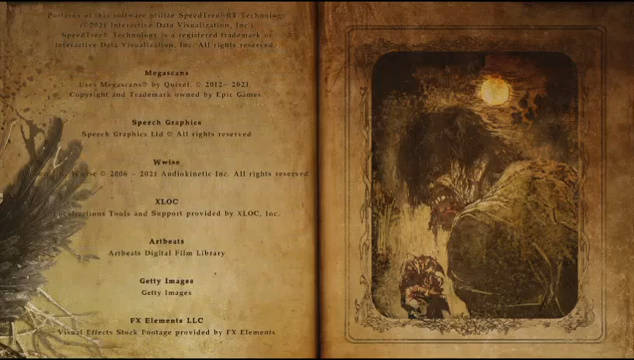 Portions of this software utilize SpeedTree®RT Technology
(©2021 Interactive Data Visualization, Inc.)
SpeedTree® Technology is a registered trademark of
Interactive Data Visualization, Inc. All rights reserved
Megascans
Uses Megascans® by Quixel. © 2012- 2021.
Copyright and Trademark owned by Epic Games
Speech Graphics
Speech Graphics Ltd © All rights reserved
Wwise
Wwise © 2006 - 2021 Audiokinetic Inc. All rights reserved
XLOC
Localizations Tools and Support provided by XLOC, Inc.
Artbeats
Artbeats Digital Film Library
Getty Images
Getty Images
FX Elements LLC
Visual Effects Stock Footage provided by FX Elements